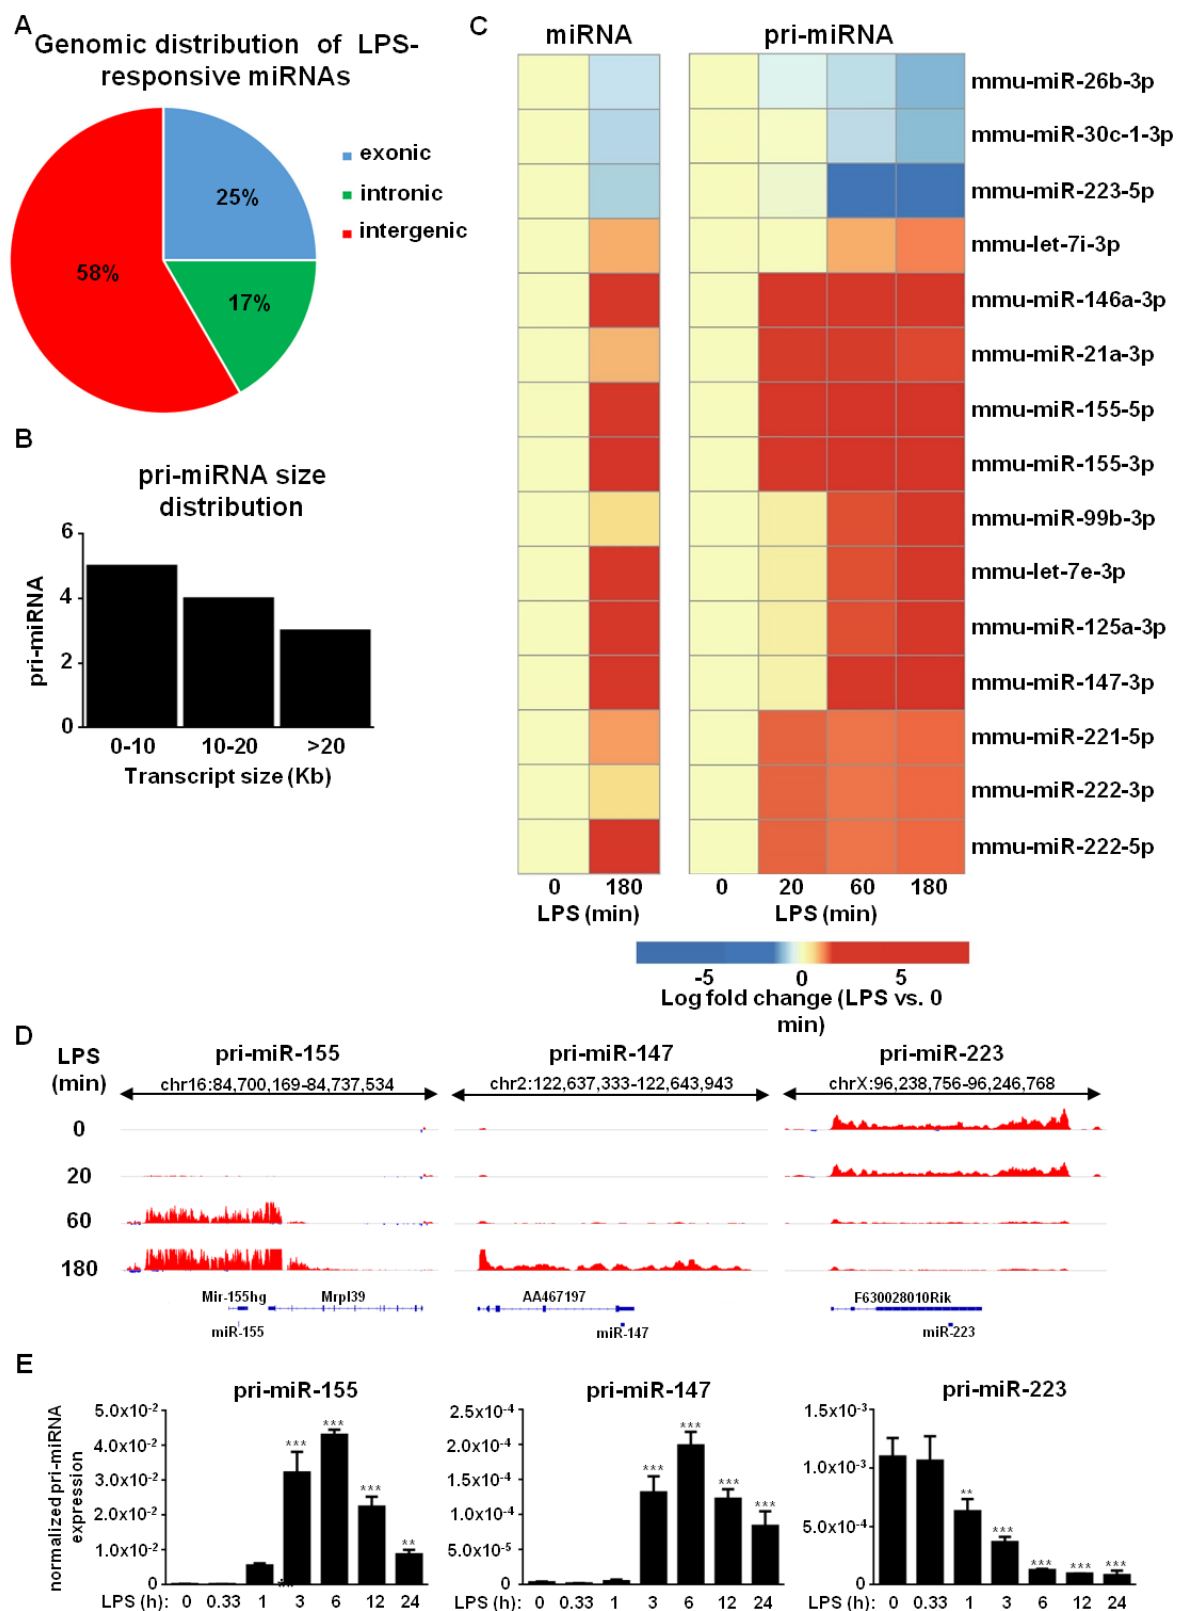 A
Genomic distribution of LPS-
responsive miRNAs
exonic
intronic
intergenic
25%
58%
17%
B
pri-miRNA size
distribution
pri-miRNA
6
4
2
0
0-10 10-20 >20
Transcript size (Kb)
C
miRNA pri-miRNA
mmu-miR-26b-3p
mmu-miR-30c-1-3p
mmu-miR-223-5p
mmu-let-7i-3p
mmu-miR-146a-3p
mmu-miR-21a-3p
mmu-miR-155-5p
mmu-miR-155-3p
mmu-miR-99b-3p
mmu-let-7e-3p
mmu-miR-125a-3p
mmu-miR-147-3p
mmu-miR-221-5p
mmu-miR-222-3p
mmu-miR-222-5p
0 180 0 20 60 180
LPS (min) LPS (min)
-5 0 5
Log fold change (LPS vs. 0
min)
D
LPS
(min)
pri-miR-155 pri-miR-147 pri-miR-223
chr16:84,700,169-84,737,534 chr2:122,637,333-122,643,943 chrX:96,238,756-96,246,768
0
20
60
180
Mir-155hg Mrpl39 AA467197 F630028O10Rik
miR-155 miR-147 miR-223
E
pri-miR-155 pri-miR-147 pri-miR-223
normalized pri-miRNA
expression
5.0x10-2
4.0x10-2
3.0x10-2
2.0x10-2
1.0x10-2
0
*** *** *** **
**
LPS (h): 0 0.33 1 3 6 12 24
2.5x10-4
2.0x10-4
1.5x10-4
1.0x10-4
5.0x10-5
0
*** *** *** ***
LPS (h): 0 0.33 1 3 6 12 24
1.5x10-3
1.0x10-3
5.0x10-4
0
** *** *** *** ***
LPS (h): 0 0.33 1 3 6 12 24